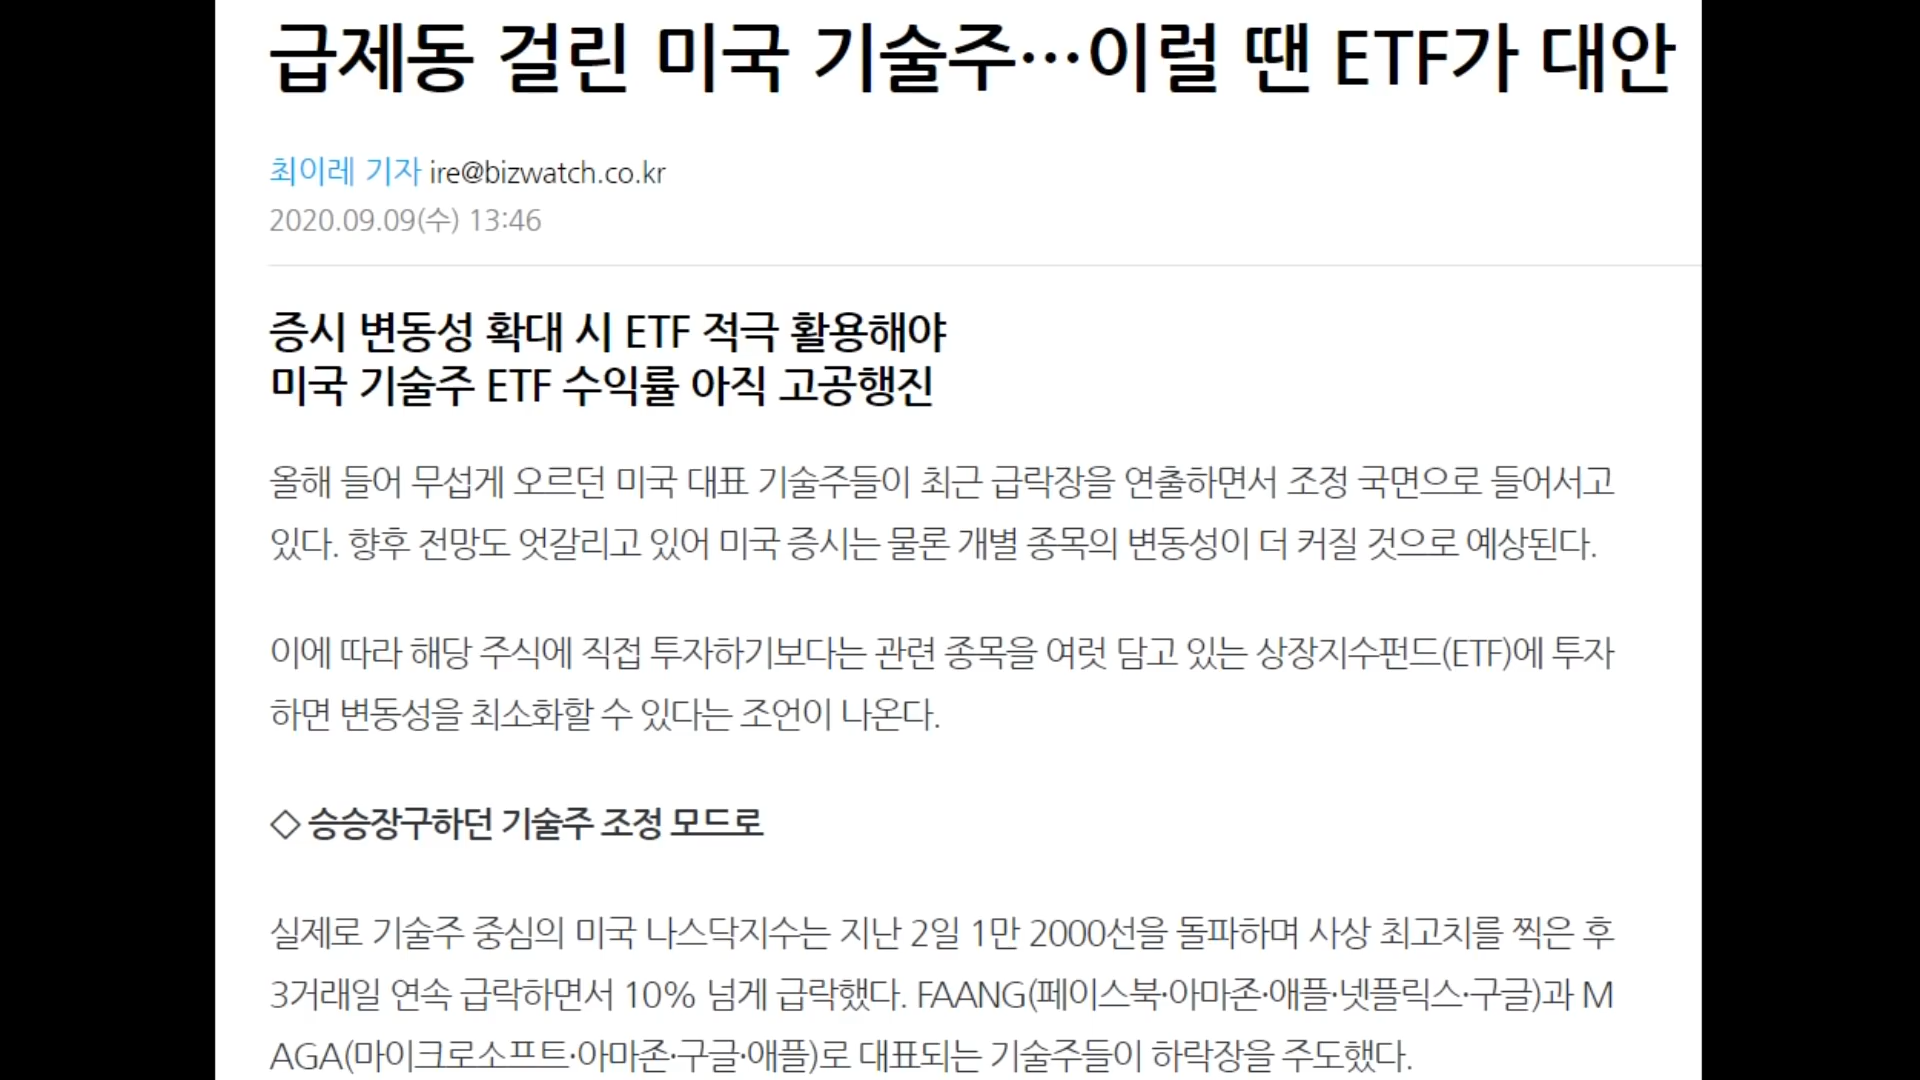 급제동 걸린 미국 기술주…이럴 땐 ETF가 대안
최이레 기자 ire@bizwatch.co.kr
2020.09.09(수) 13:46
증시 변동성 확대 시 ETF 적극 활용해야
미국 기술주 ETF 수익률 아직 고공행진
올해 들어 무섭게 오르던 미국 대표 기술주들이 최근 급락장을 연출하면서 조정 국면으로 들어서고
있다. 향후 전망도 엇갈리고 있어 미국 증시는 물론 개별 종목의 변동성이 더 커질 것으로 예상된다.
이에 따라 해당 주식에 직접 투자하기보다는 관련 종목을 여럿 담고 있는 상장지수펀드(ETF)에 투자
하면 변동성을 최소화할 수 있다는 조언이 나온다.
◇ 승승장구하던 기술주 조정 모드로
실제로 기술주 중심의 미국 나스닥지수는 지난 2일 1만 2000선을 돌파하며 사상 최고치를 찍은 후
3거래일 연속 급락하면서 10% 넘게 급락했다. FAANG(페이스북·아마존·애플·넷플릭스·구글)과 M
AGA(마이크로소프트·아마존·구글·애플)로 대표되는 기술주들이 하락장을 주도했다.